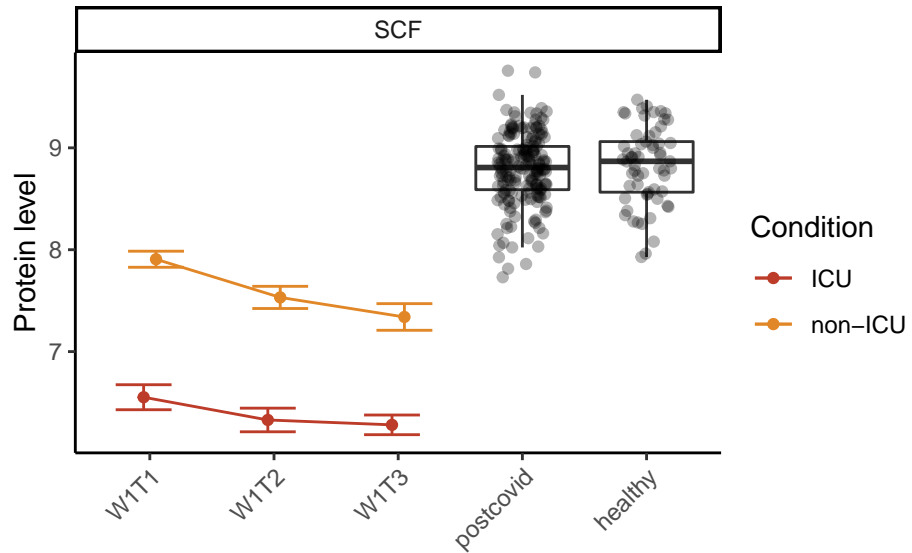 SCF
Protein level
9
8
7
W1T1
W1T2
W1T3
postcovid
healthy
Condition
ICU
non−ICU